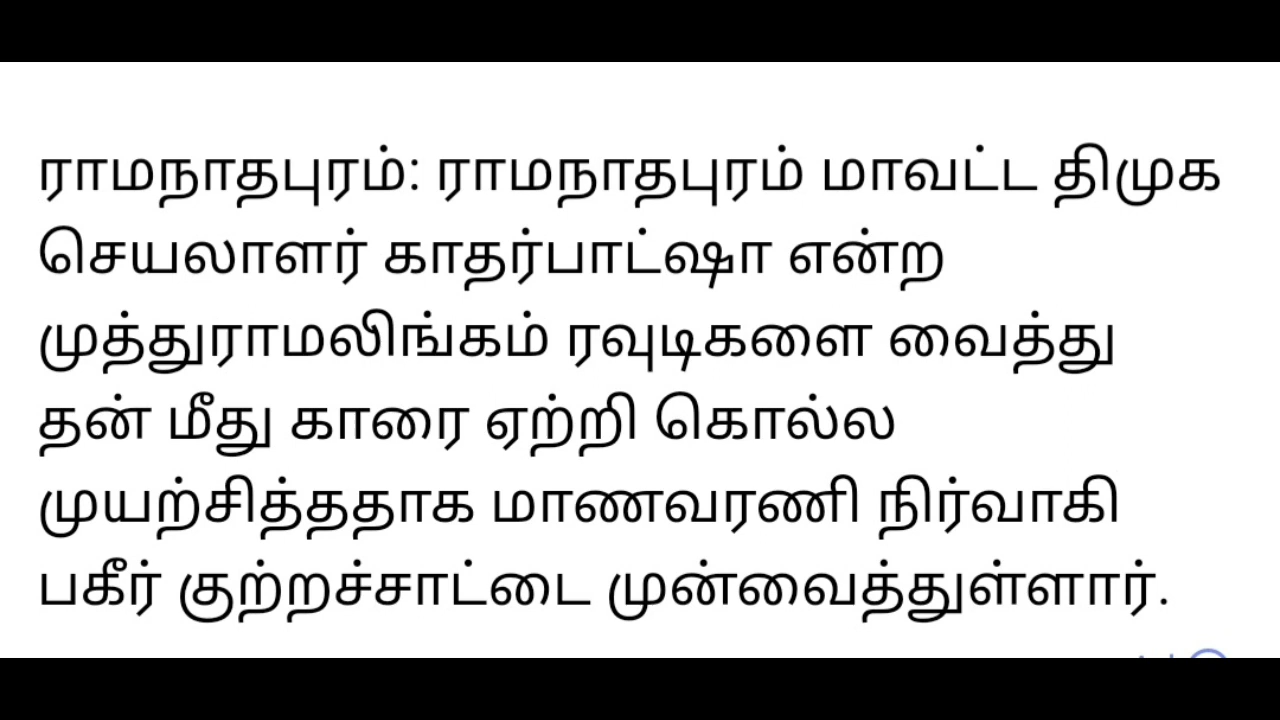 ராமநாதபுரம்: ராமநாதபுரம் மாவட்ட திமுக
செயலாளர் காதர்பாட்ஷா என்ற
முத்துராமலிங்கம் ரவுடிகளை வைத்து
தன் மீது காரை ஏற்றி கொல்ல
முயற்சித்ததாக மாணவரணி நிர்வாகி
பகீர் குற்றச்சாட்டை முன்வைத்துள்ளார்.